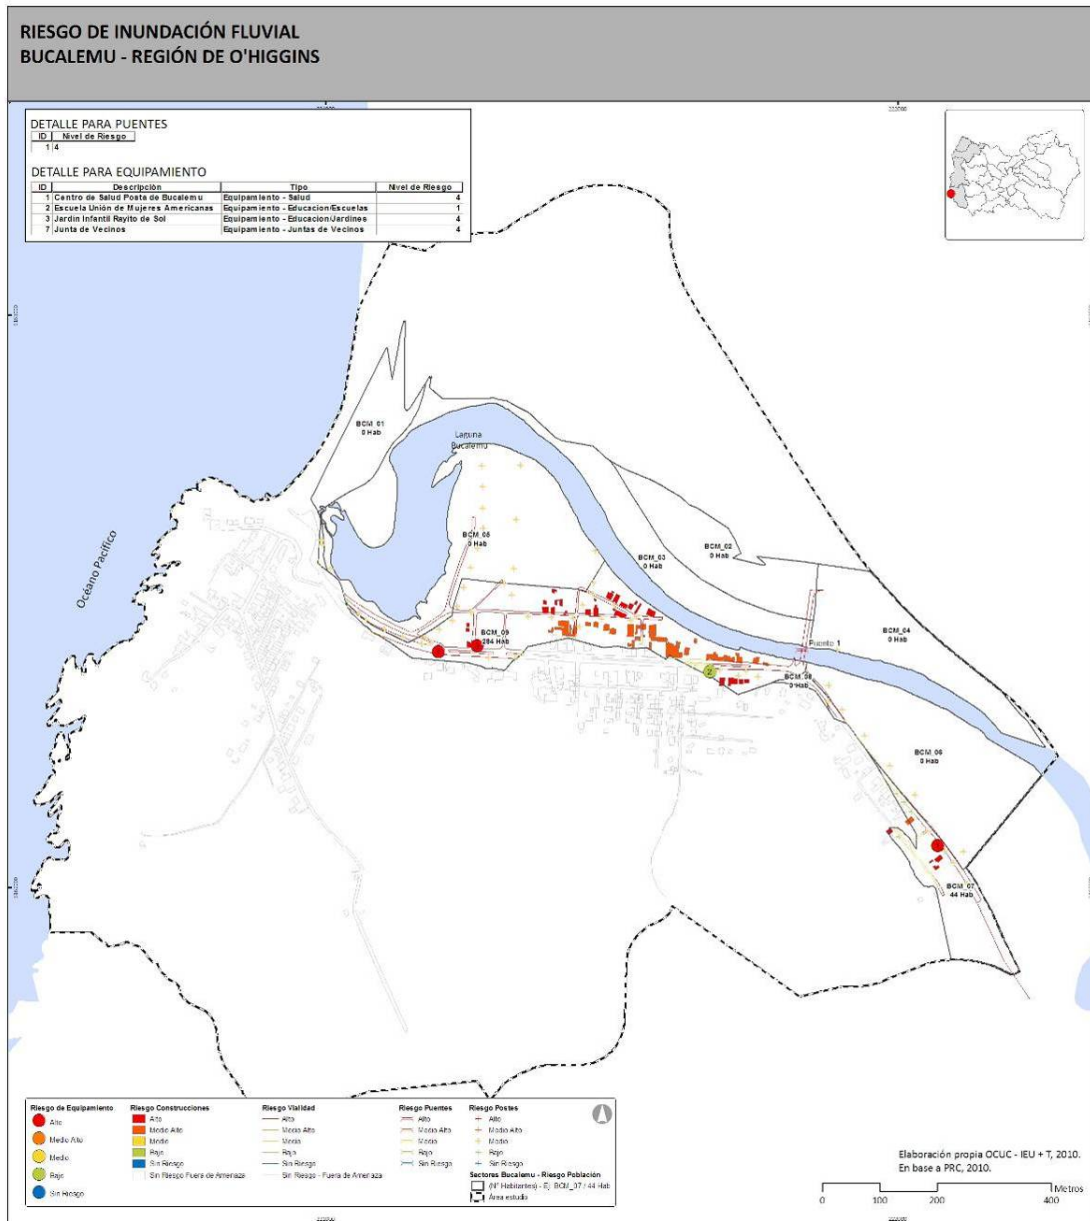 RIESGO DE INUNDACIÓN FLUVIAL
BUCALEMU - REGIÓN DE O'HIGGINS
DETALLE PARA PUENTES
ID Nivel de Riesgo
1 4
DETALLE PARA EQUIPAMIENTO
ID Descripción Tipo Nivel de Riesgo
1 Centro de Salud Posta de Bucalemu Equipamiento - Salud 4
2 Escuela Unión de Mujeres Americanas Equipamiento - Educacion/Escuelas 1
3 Jardin Infantil Rayito de Sol Equipamiento - Educacion/Jardines 4
7 Junta de Vecinos Equipamiento - Juntas de Vecinos 4
BCM_01
0 Hab
Laguna
Bucalemu
Océano Pacífico
BCM_05
0 Hab
BCM_02
0 Hab
BCM_03
0 Hab
BCM_04
0 Hab
BCM_09
284 Hab
Puente 1
2
BCM_08
0 Hab
BCM_06
0 Hab
BCM_07
44 Hab
Riesgo de Equipamiento
Alto
Medio Alto
Medio
Bajo
Sin Riesgo
Riesgo Construcciones
Alto
Medio Alto
Medio
Bajo
Sin Riesgo
Sin Riesgo Fuera de Amenaza
Riesgo Vialidad
Alto
Medio Alto
Medio
Bajo
Sin Riesgo
Sin Riesgo - Fuera de Amenaza
Riesgo Puentes
Alto
Medio Alto
Medio
Bajo
Sin Riesgo
Riesgo Postes
Alto
Medio Alto
Medio
Bajo
Sin Riesgo
Sectores Bucalemu - Riesgo Población
(N° Habitantes) - Ej: BCM_07 / 44 Hab
Área estudio
Elaboración propia OCUC - IEU + T, 2010.
En base a PRC, 2010.
Metros
0 100 200 400